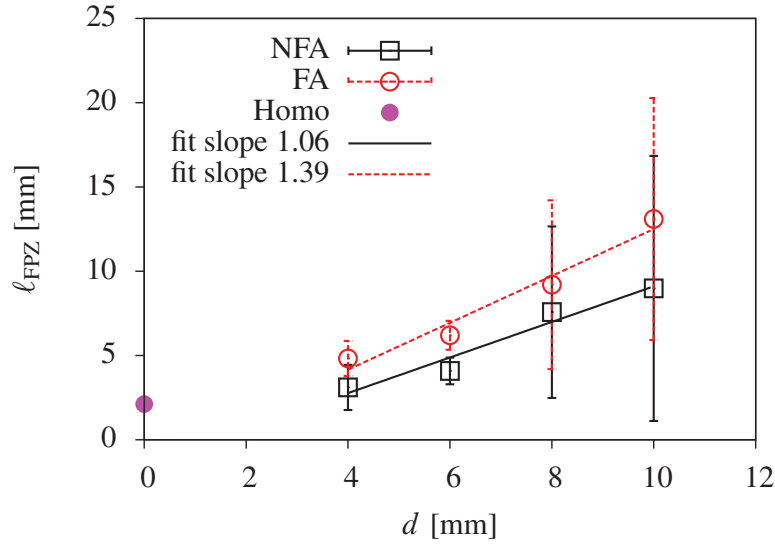 25
20
15
10
5
0
ℓFPZ [mm]
NFA
FA
Homo
fit slope 1.06
fit slope 1.39
0 2 4 6 8 10 12
d [mm]